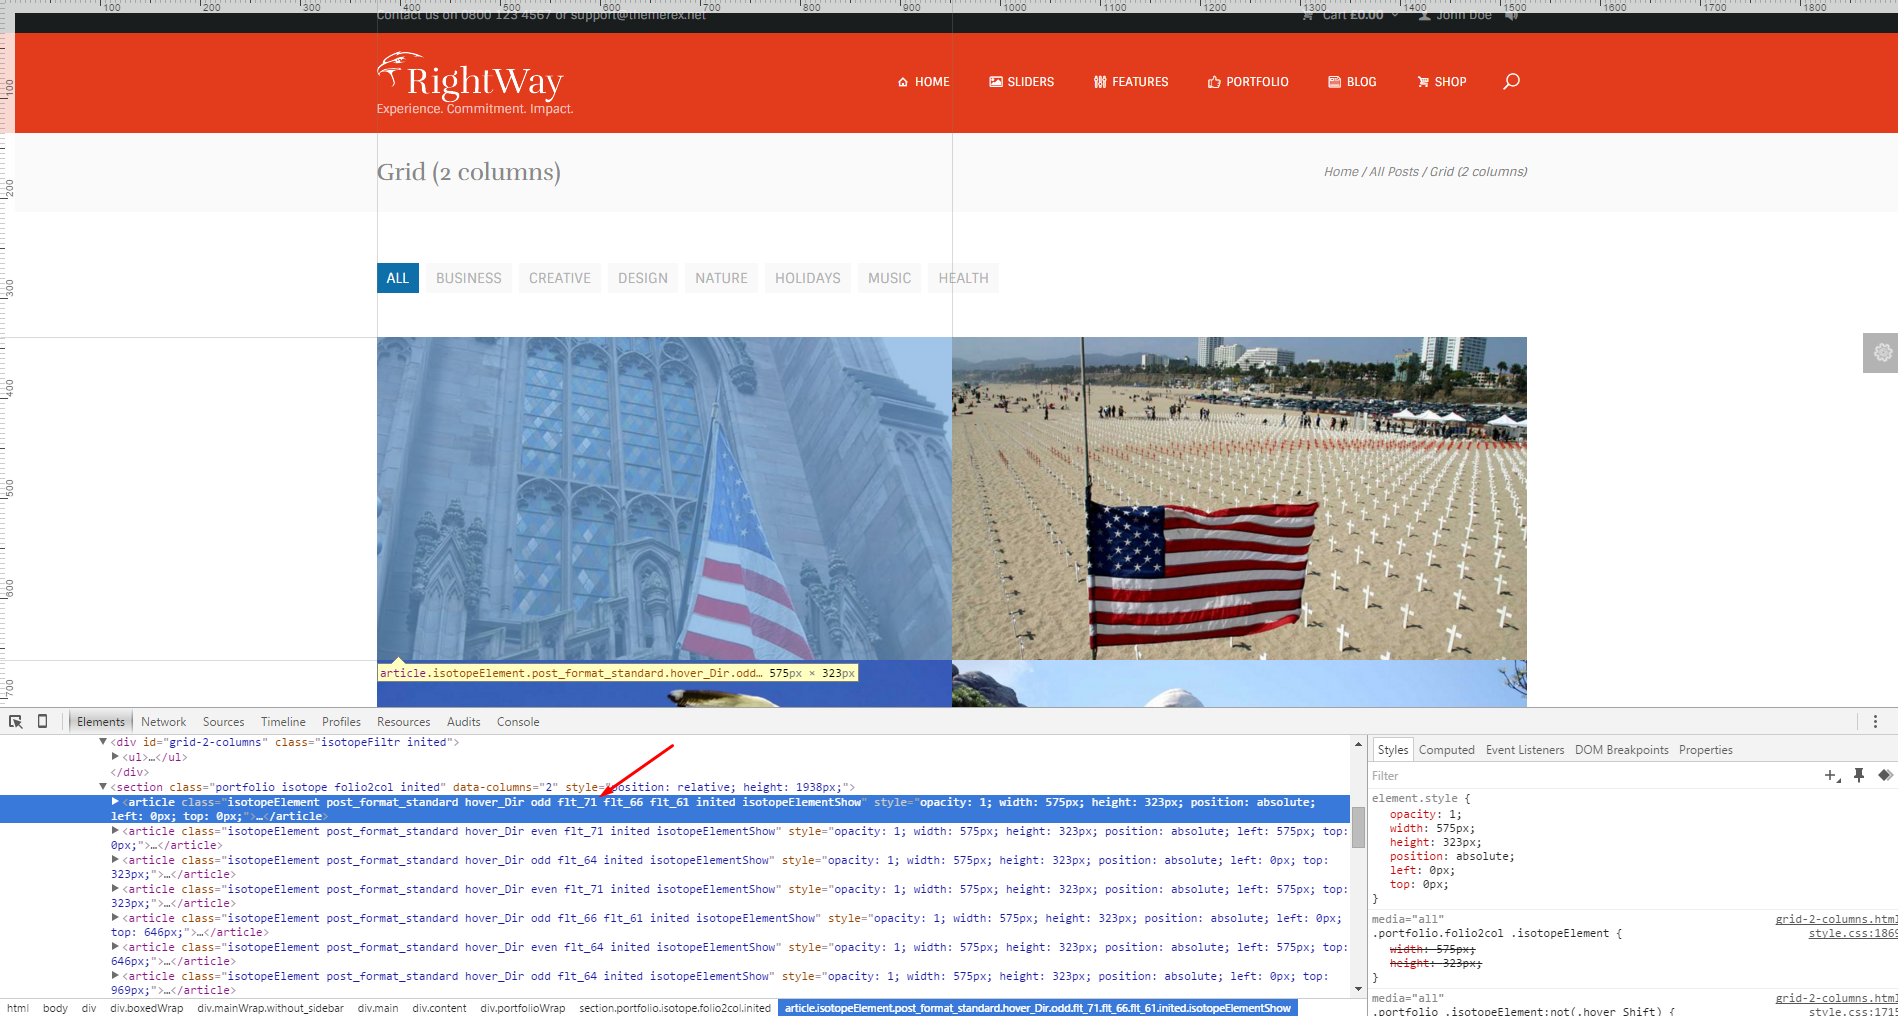 100 200 300 400 500 600 700 800 900 1000 1100 1200 1300 1400 1500 1600 1700 1800
Contact us on 0800 123 4567 or support@themerex.net
Cart £0.00 John Doe
RightWay
Experience. Commitment. Impact.
HOME SLIDERS FEATURES PORTFOLIO BLOG SHOP
100
Grid (2 columns)
Home / All Posts / Grid (2 columns)
200
ALL BUSINESS CREATIVE DESIGN NATURE HOLIDAYS MUSIC HEALTH
300
400
500
600
700
article.isotopeElement.post_format_standard.hover_Dir.odd… 575px × 323px
Elements Network Sources Timeline Profiles Resources Audits Console
<div id="grid-2-columns" class="isotopeFiltr inited">
<ul>…</ul>
</div>
<section class="portfolio isotope folio2col inited" data-columns="2" style="position: relative; height: 1938px;">
<article class="isotopeElement post_format_standard hover_Dir odd flt_71 flt_66 flt_61 inited isotopeElementShow" style="opacity: 1; width: 575px; height: 323px; position: absolute;
left: 0px; top: 0px;">…</article>
<article class="isotopeElement post_format_standard hover_Dir even flt_71 inited isotopeElementShow" style="opacity: 1; width: 575px; height: 323px; position: absolute; left: 575px; top:
0px;">…</article>
<article class="isotopeElement post_format_standard hover_Dir odd flt_64 inited isotopeElementShow" style="opacity: 1; width: 575px; height: 323px; position: absolute; left: 0px; top:
323px;">…</article>
<article class="isotopeElement post_format_standard hover_Dir even flt_71 inited isotopeElementShow" style="opacity: 1; width: 575px; height: 323px; position: absolute; left: 575px; top:
323px;">…</article>
<article class="isotopeElement post_format_standard hover_Dir odd flt_66 flt_61 inited isotopeElementShow" style="opacity: 1; width: 575px; height: 323px; position: absolute; left: 0px;
top: 646px;">…</article>
<article class="isotopeElement post_format_standard hover_Dir even flt_64 inited isotopeElementShow" style="opacity: 1; width: 575px; height: 323px; position: absolute; left: 575px; top:
646px;">…</article>
<article class="isotopeElement post_format_standard hover_Dir odd flt_64 inited isotopeElementShow" style="opacity: 1; width: 575px; height: 323px; position: absolute; left: 0px; top:
969px;">…</article>
html body div div.boxedWrap div.mainWrap.without_sidebar div.main div.content div.portfolioWrap section.portfolio.isotope.folio2col.inited article.isotopeElement.post_format_standard.hover_Dir.odd.flt_71.flt_66.flt_61.inited.isotopeElementShow
Styles Computed Event Listeners DOM Breakpoints Properties
Filter
element.style {
opacity: 1;
width: 575px;
height: 323px;
position: absolute;
left: 0px;
top: 0px;
}
media="all" grid-2-columns.html
.portfolio.folio2col .isotopeElement { style.css:1869
width: 575px;
height: 323px;
}
media="all" grid-2-columns.html
.portfolio .isotopeElement:not(.hover_Shift) { style.css:1715